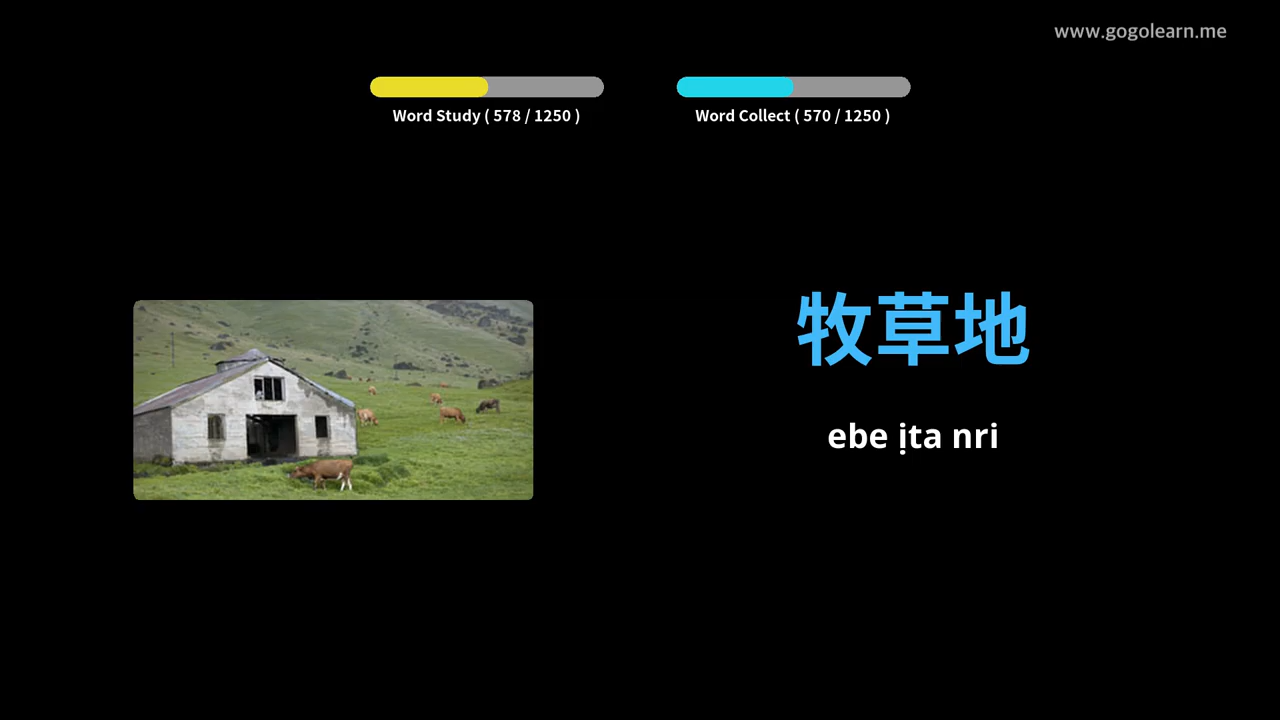 www.gogolearn.me
Word Study ( 578 / 1250 )
Word Collect ( 570 / 1250 )
牧草地
ebe ịta nri